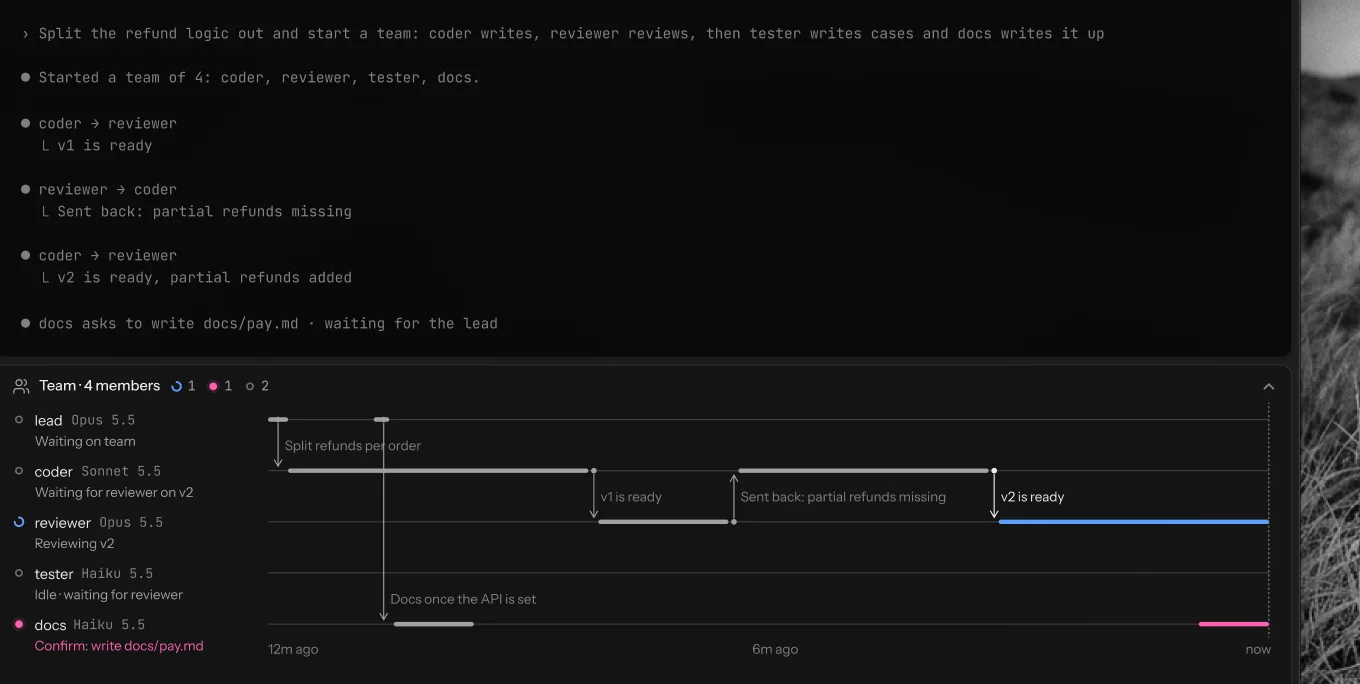 › Split the refund logic out and start a team: coder writes, reviewer reviews, then tester writes cases and docs writes it up
● Started a team of 4: coder, reviewer, tester, docs.
● coder → reviewer
└ v1 is ready
● reviewer → coder
└ Sent back: partial refunds missing
● coder → reviewer
└ v2 is ready, partial refunds added
● docs asks to write docs/pay.md · waiting for the lead
Team · 4 members 1 1 2
lead Opus 5.5
Waiting on team
Split refunds per order
coder Sonnet 5.5
Waiting for reviewer on v2
v1 is ready
Sent back: partial refunds missing
v2 is ready
reviewer Opus 5.5
Reviewing v2
tester Haiku 5.5
Idle · waiting for reviewer
Docs once the API is set
docs Haiku 5.5
Confirm: write docs/pay.md
12m ago 6m ago now